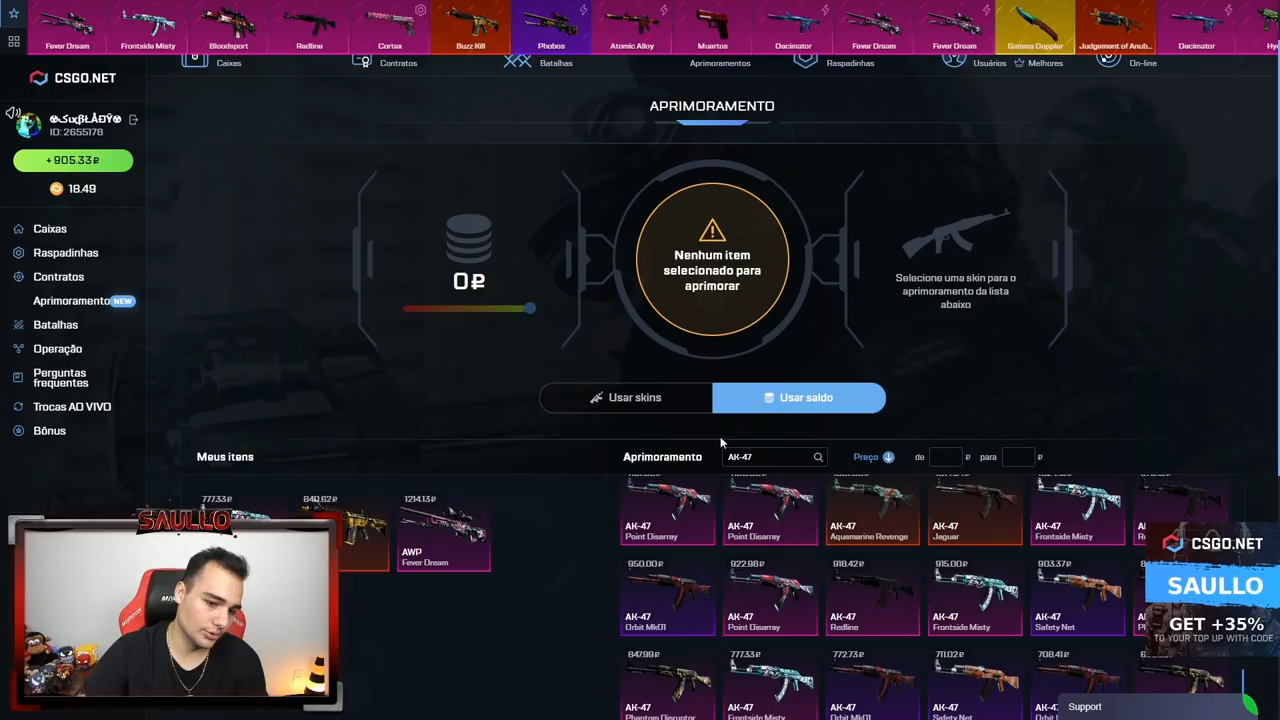 Fever Dream
Frontside Misty
Bloodsport
Redline
Cortex
Buzz Kill
Phobos
Atomic Alloy
Muertos
Decimator
Fever Dream
Fever Dream
Gamma Doppler
Judgement of Anub...
Decimator
CSGO.NET
Caixas
Contratos
Batalhas
Aprimoramentos
Raspadinhas
Usuários
Melhores
On-line
ID: 2655178
+ 905.33₽
18.49
Caixas
Raspadinhas
Contratos
Aprimoramento NEW
Batalhas
Operação
Perguntas
frequentes
Trocas AO VIVO
Bônus
APRIMORAMENTO
0₽
Nenhum item
selecionado para
aprimorar
Selecione uma skin para o
aprimoramento da lista
abaixo
Usar skins
Usar saldo
Meus itens
Aprimoramento
AK-47
Preço
de
₽
para
₽
777.33₽
840.62₽
1214.13₽
AWP
Fever Dream
AK-47
Point Disarray
AK-47
Point Disarray
AK-47
Aquamarine Revenge
AK-47
Jaguar
AK-47
Frontside Misty
950.00₽
922.98₽
918.42₽
915.00₽
903.37₽
AK-47
Orbit Mk01
AK-47
Point Disarray
AK-47
Redline
AK-47
Frontside Misty
AK-47
Safety Net
847.99₽
777.33₽
772.73₽
711.02₽
708.41₽
AK-47
Phantom Disruptor
AK-47
Frontside Misty
AK-47
Orbit Mk01
AK-47
Safety Net
AK-47
SAULLO
CSGO.NET
SAULLO
GET +35%
TO YOUR TOP UP WITH CODE
Support